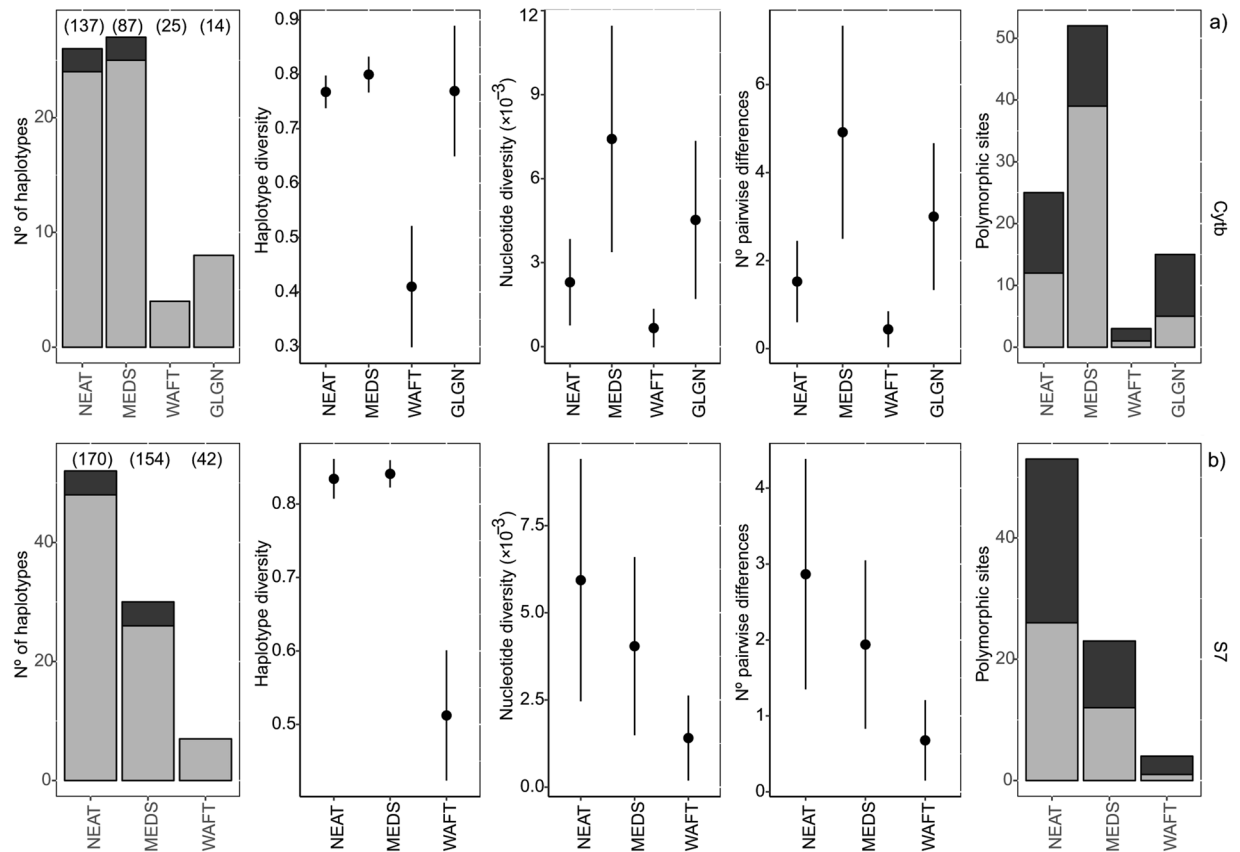 (137) (87) (25) (14)
Nº of haplotypes
20
10
0
NEAT MEDS WAFT GLGN
Haplotype diversity
0.9
0.8
0.7
0.6
0.5
0.4
0.3
NEAT MEDS WAFT GLGN
Nucleotide diversity (×10⁻³)
12
9
6
3
0
NEAT MEDS WAFT GLGN
Nº pairwise differences
6
4
2
0
NEAT MEDS WAFT GLGN
Polymorphic sites
50
40
30
20
10
0
NEAT MEDS WAFT GLGN
a)
Cytb
(170) (154) (42)
Nº of haplotypes
40
20
0
NEAT MEDS WAFT
Haplotype diversity
0.8
0.7
0.6
0.5
NEAT MEDS WAFT
Nucleotide diversity (×10⁻³)
7.5
5.0
2.5
0.0
NEAT MEDS WAFT
Nº pairwise differences
4
3
2
1
0
NEAT MEDS WAFT
Polymorphic sites
40
20
0
NEAT MEDS WAFT
b)
S7